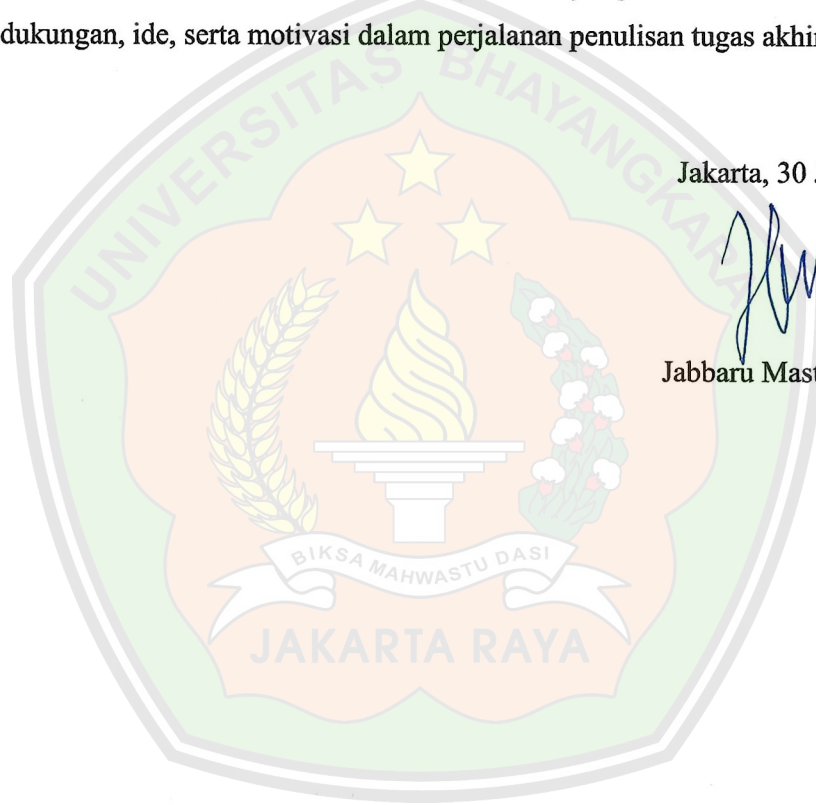 dukungan, ide, serta motivasi dalam perjalanan penulisan tugas akhir
UNIVERSITAS BHAYANGKARA
Jakarta, 30
Jabbaru
BIKSA MAHWASTU DASI
JAKARTA RAYA